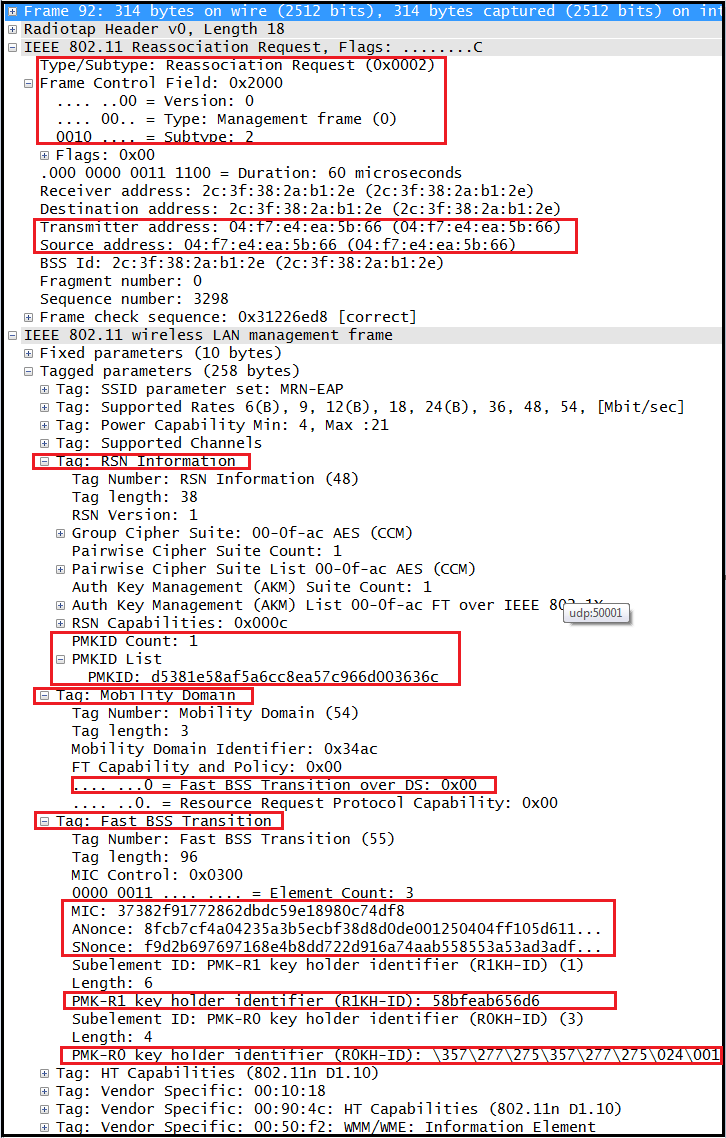 Frame 92: 314 bytes on wire (2512 bits), 314 bytes captured (2512 bits) on int
Radiotap Header v0, Length 18
IEEE 802.11 Reassociation Request, Flags: ........C
Type/Subtype: Reassociation Request (0x0002)
Frame Control Field: 0x2000
.... ..00 = Version: 0
.... 00.. = Type: Management frame (0)
0010 .... = Subtype: 2
Flags: 0x00
.000 0000 0011 1100 = Duration: 60 microseconds
Receiver address: 2c:3f:38:2a:b1:2e (2c:3f:38:2a:b1:2e)
Destination address: 2c:3f:38:2a:b1:2e (2c:3f:38:2a:b1:2e)
Transmitter address: 04:f7:e4:ea:5b:66 (04:f7:e4:ea:5b:66)
Source address: 04:f7:e4:ea:5b:66 (04:f7:e4:ea:5b:66)
BSS Id: 2c:3f:38:2a:b1:2e (2c:3f:38:2a:b1:2e)
Fragment number: 0
Sequence number: 3298
Frame check sequence: 0x31226ed8 [correct]
IEEE 802.11 wireless LAN management frame
Fixed parameters (10 bytes)
Tagged parameters (258 bytes)
Tag: SSID parameter set: MRN-EAP
Tag: Supported Rates 6(B), 9, 12(B), 18, 24(B), 36, 48, 54, [Mbit/sec]
Tag: Power Capability Min: 4, Max :21
Tag: Supported Channels
Tag: RSN Information
Tag Number: RSN Information (48)
Tag length: 38
RSN Version: 1
Group Cipher Suite: 00-0f-ac AES (CCM)
Pairwise Cipher Suite Count: 1
Pairwise Cipher Suite List 00-0f-ac AES (CCM)
Auth Key Management (AKM) Suite Count: 1
Auth Key Management (AKM) List 00-0f-ac FT over IEEE 802.1X
udp:50001
RSN Capabilities: 0x000c
PMKID Count: 1
PMKID List
PMKID: d5381e58af5a6cc8ea57c966d003636c
Tag: Mobility Domain
Tag Number: Mobility Domain (54)
Tag length: 3
Mobility Domain Identifier: 0x34ac
FT Capability and Policy: 0x00
.... ...0 = Fast BSS Transition over DS: 0x00
.... ..0. = Resource Request Protocol Capability: 0x00
Tag: Fast BSS Transition
Tag Number: Fast BSS Transition (55)
Tag length: 96
MIC Control: 0x0300
0000 0011 .... .... = Element Count: 3
MIC: 37382f91772862dbdc59e18980c74df8
ANonce: 8fcb7cf4a04235a3b5ecbf38d8d0de001250404ff105d611...
SNonce: f9d2b697697168e4b8dd722d916a74aab558553a53ad3adf...
Subelement ID: PMK-R1 key holder identifier (R1KH-ID) (1)
Length: 6
PMK-R1 key holder identifier (R1KH-ID): 58bfeab656d6
Subelement ID: PMK-R0 key holder identifier (R0KH-ID) (3)
Length: 4
PMK-R0 key holder identifier (R0KH-ID): \357\277\275\357\277\275\024\001
Tag: HT Capabilities (802.11n D1.10)
Tag: Vendor Specific: 00:10:18
Tag: Vendor Specific: 00:90:4c: HT Capabilities (802.11n D1.10)
Tag: Vendor Specific: 00:50:f2: WMM/WME: Information Element